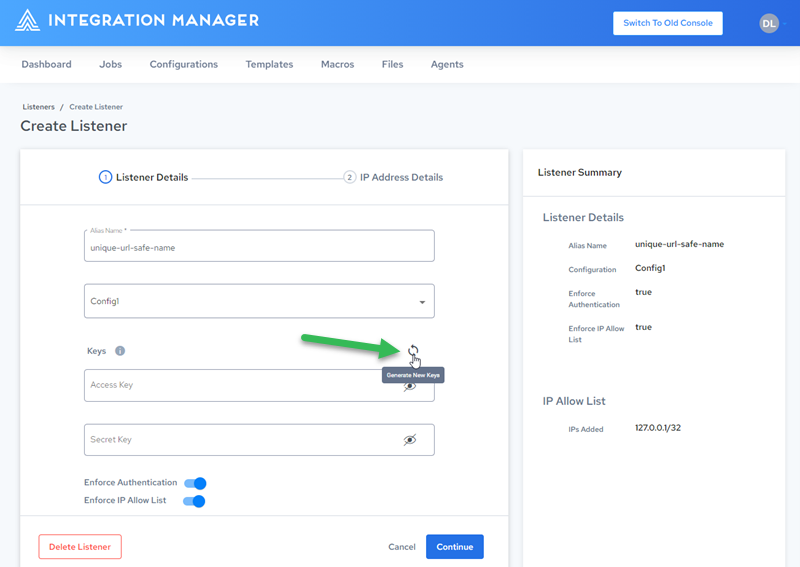 INTEGRATION MANAGER
Switch To Old Console
DL
Dashboard Jobs Configurations Templates Macros Files Agents
Listeners / Create Listener
Create Listener
1 Listener Details 2 IP Address Details
Alias Name *
unique-url-safe-name
Config1
Keys i
Generate New Keys
Access Key
Secret Key
Enforce Authentication
Enforce IP Allow List
Delete Listener Cancel Continue
Listener Summary
Listener Details
Alias Name unique-url-safe-name
Configuration Config1
Enforce true
Authentication
Enforce IP Allow true
List
IP Allow List
IPs Added 127.0.0.1/32